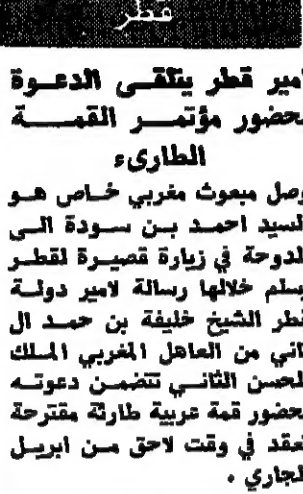 قطر
امير قطر يتلقى الدعوة
لحضور مؤتمر القمة
الطارىء
وصل مبعوث مغربي خاص هو
السيد احمد بن سودة الى
الدوحة في زيارة قصيرة لقطر
يسلم خلالها رسالة لامير دولة
قطر الشيخ خليفة بن حمد ال
ثاني من العاهل المغربي الملك
الحسن الثاني تتضمن دعوته
لحضور قمة عربية طارئة مقترحة
تعقد في وقت لاحق من ابريل
الجاري .